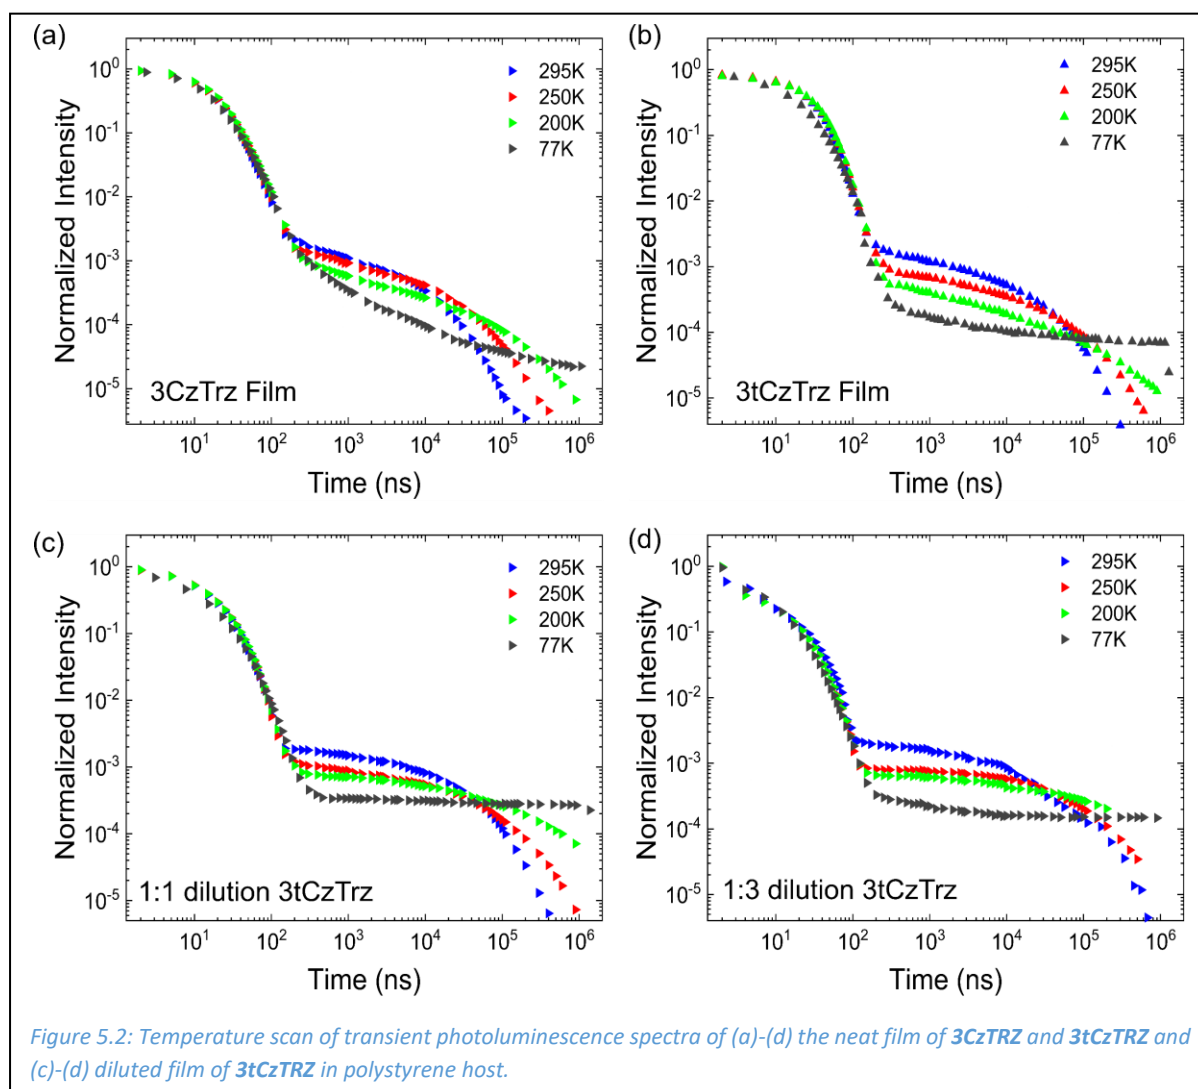 (a)
10^0
10^-1
10^-2
10^-3
10^-4
10^-5
Normalized Intensity
295K
250K
200K
77K
3CzTrz Film
10^1 10^2 10^3 10^4 10^5 10^6
Time (ns)
(b)
10^0
10^-1
10^-2
10^-3
10^-4
10^-5
Normalized Intensity
295K
250K
200K
77K
3tCzTrz Film
10^1 10^2 10^3 10^4 10^5 10^6
Time (ns)
(c)
10^0
10^-1
10^-2
10^-3
10^-4
10^-5
Normalized Intensity
295K
250K
200K
77K
1:1 dilution 3tCzTrz
10^1 10^2 10^3 10^4 10^5 10^6
Time (ns)
(d)
10^0
10^-1
10^-2
10^-3
10^-4
10^-5
Normalized Intensity
295K
250K
200K
77K
1:3 dilution 3tCzTrz
10^1 10^2 10^3 10^4 10^5 10^6
Time (ns)
Figure 5.2: Temperature scan of transient photoluminescence spectra of (a)-(d) the neat film of 3CzTRZ and 3tCzTRZ and
(c)-(d) diluted film of 3tCzTRZ in polystyrene host.